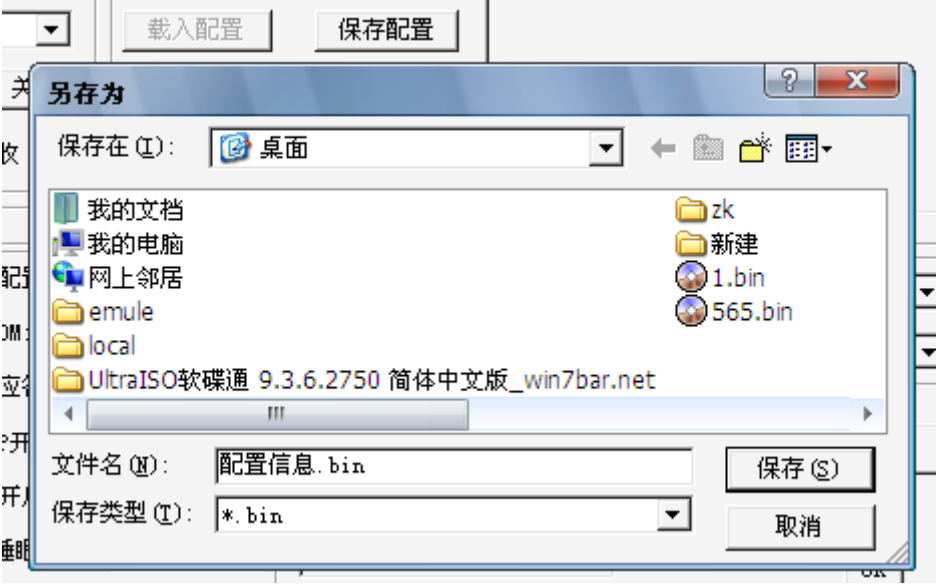 载入配置 保存配置
另存为
保存在(I): 桌面
我的文档
我的电脑
网上邻居
emule
local
UltraISO软碟通 9.3.6.2750 简体中文版_win7bar.net
zk
新建
1.bin
565.bin
文件名(N): 配置信息.bin
保存(S)
保存类型(T): *.bin
取消